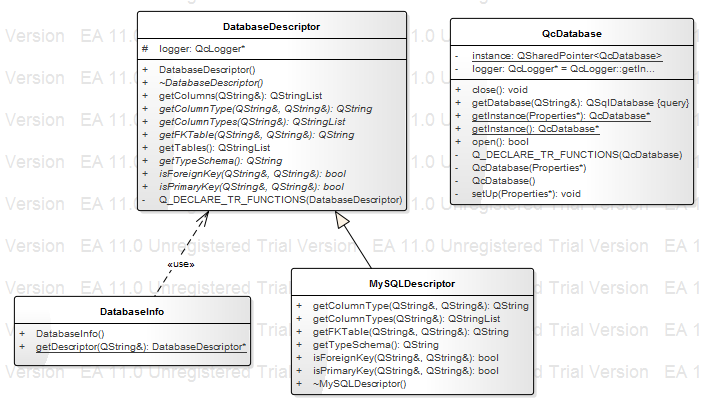 DatabaseDescriptor
# logger: QcLogger*
+ DatabaseDescriptor()
+ ~DatabaseDescriptor()
+ getColumns(QString&): QStringList
+ getColumnType(QString&, QString&): QString
+ getColumnTypes(QString&): QStringList
+ getFKTable(QString&, QString&): QString
+ getTables(): QStringList
+ getTypeSchema(): QString
+ isForeignKey(QString&, QString&): bool
+ isPrimaryKey(QString&, QString&): bool
- Q_DECLARE_TR_FUNCTIONS(DatabaseDescriptor)
QcDatabase
- instance: QSharedPointer<QcDatabase>
- logger: QcLogger* = QcLogger::getIn...
+ close(): void
+ getDatabase(QString&): QSqlDatabase {query}
+ getInstance(Properties*): QcDatabase*
+ getInstance(): QcDatabase*
+ open(): bool
- Q_DECLARE_TR_FUNCTIONS(QcDatabase)
- QcDatabase(Properties*)
- QcDatabase()
- setUp(Properties*): void
«use»
DatabaseInfo
+ DatabaseInfo()
+ getDescriptor(QString&): DatabaseDescriptor*
MySQLDescriptor
+ getColumnType(QString&, QString&): QString
+ getColumnTypes(QString&): QStringList
+ getFKTable(QString&, QString&): QString
+ getTypeSchema(): QString
+ isForeignKey(QString&, QString&): bool
+ isPrimaryKey(QString&, QString&): bool
+ ~MySQLDescriptor()
Version EA 11.0 Unregistered Trial Version EA 11.0 Unregistered Trial Version